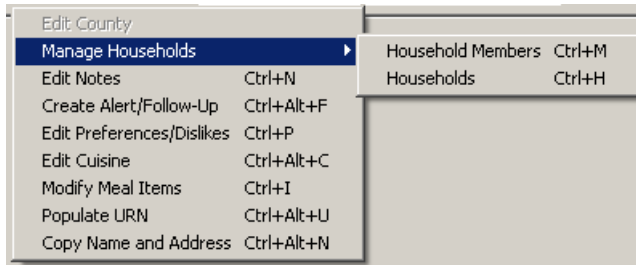 Edit County
Manage Households
Household Members Ctrl+M
Edit Notes Ctrl+N
Households Ctrl+H
Create Alert/Follow-Up Ctrl+Alt+F
Edit Preferences/Dislikes Ctrl+P
Edit Cuisine Ctrl+Alt+C
Modify Meal Items Ctrl+I
Populate URN Ctrl+Alt+U
Copy Name and Address Ctrl+Alt+N